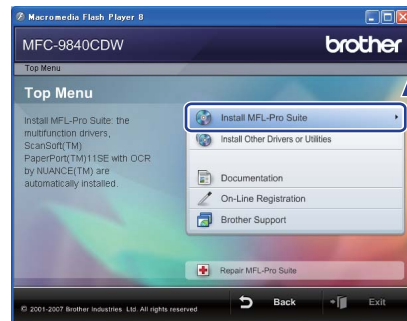 Macromedia Flash Player 8
MFC-9840CDW
brother
Top Menu
Top Menu
Install MFL-Pro Suite: the
multifunction drivers,
ScanSoft(TM)
PaperPort(TM)11SE with OCR
by NUANCE(TM) are
automatically installed.
Install MFL-Pro Suite
Install Other Drivers or Utilities
Documentation
On-Line Registration
Brother Support
Repair MFL-Pro Suite
© 2001-2007 Brother Industries Ltd. All rights reserved
Back
Exit